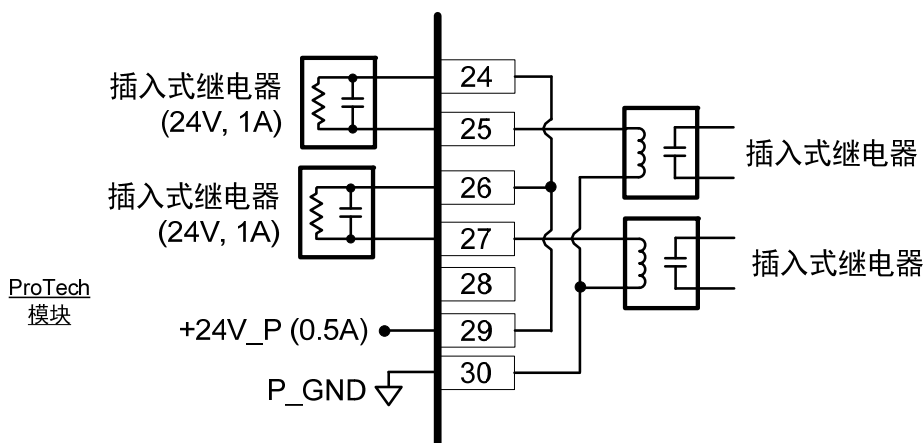 插入式继电器
(24V, 1A)
24
25
插入式继电器
插入式继电器
(24V, 1A)
26
27
插入式继电器
28
ProTech
模块
+24V_P (0.5A)
29
30
P_GND